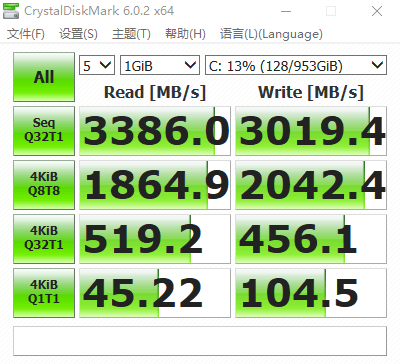 CrystalDiskMark 6.0.2 x64
文件(F) 设置(S) 主题(T) 帮助(H) 语言(L)(Language)
All 5 1GiB C: 13% (128/953GiB)
Read [MB/s] Write [MB/s]
Seq
Q32T1 3386.0 3019.4
4KiB
Q8T8 1864.9 2042.4
4KiB
Q32T1 519.2 456.1
4KiB
Q1T1 45.22 104.5